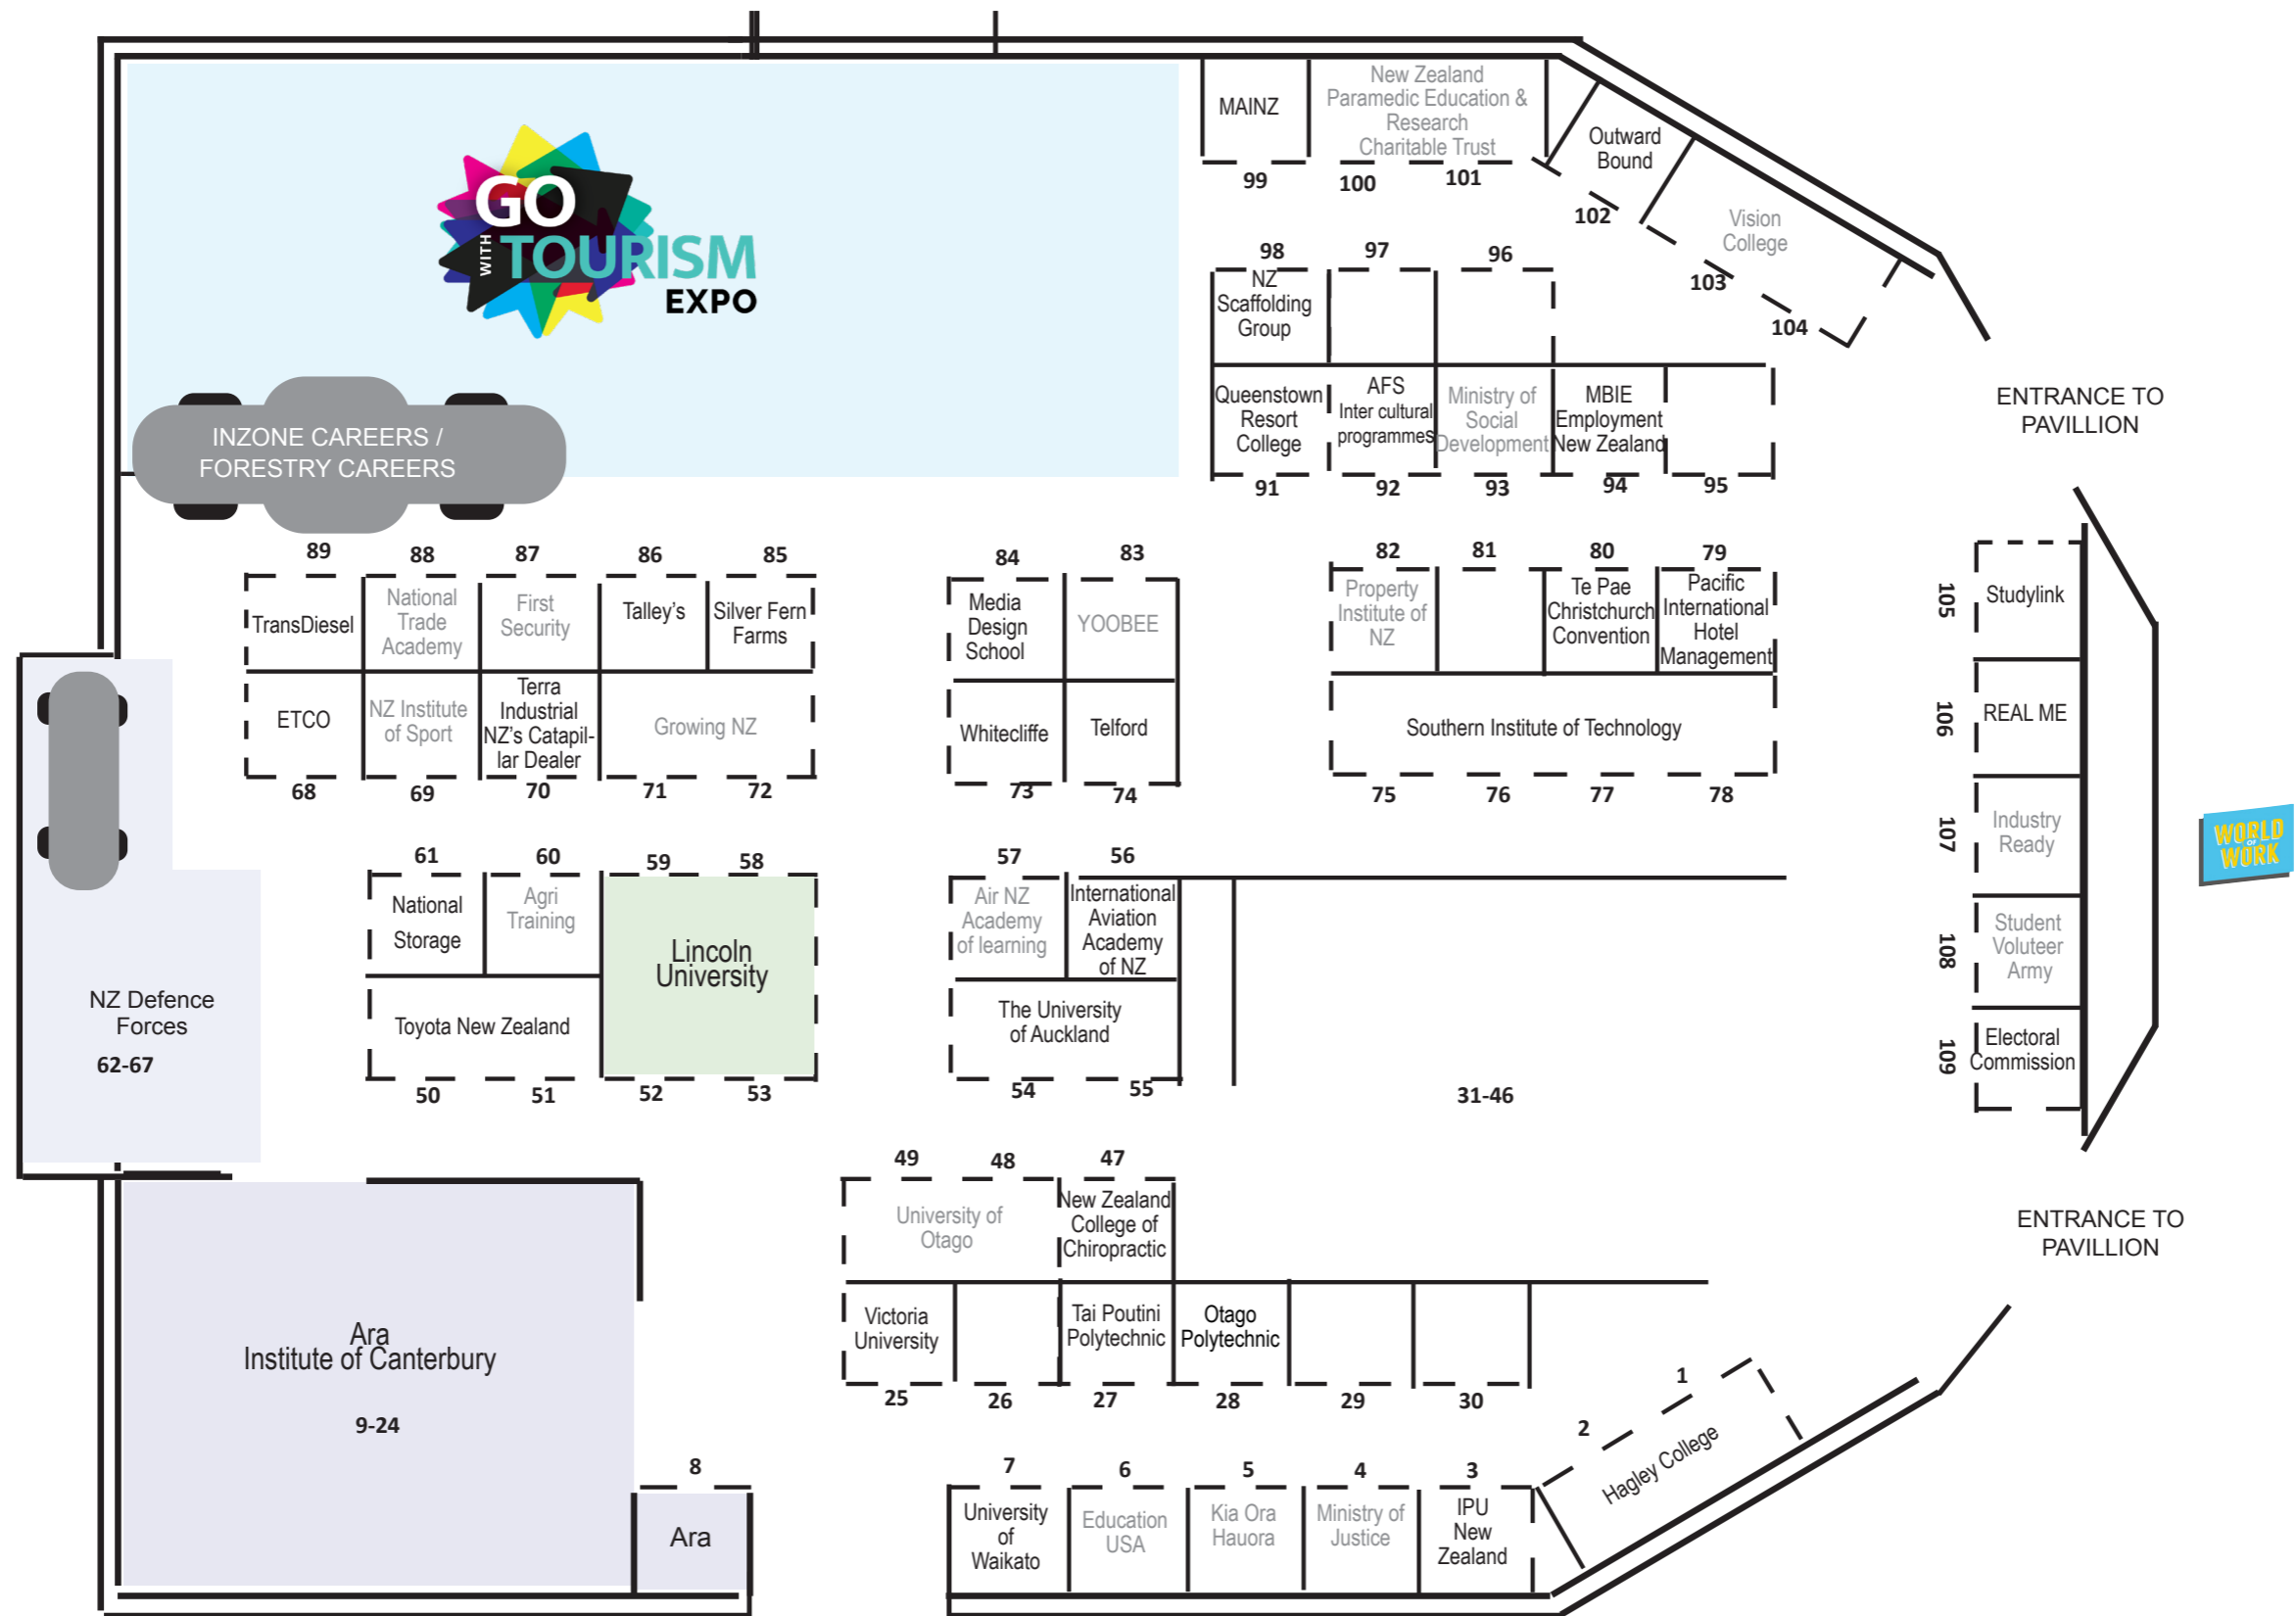 MAINZ
New Zealand
Paramedic Education &
Research
Charitable Trust
99
100
101
Outward
Bound
102
Vision
College
103
104
GO
WITH
TOURISM
EXPO
98
97
96
NZ
Scaffolding
Group
Queenstown
Resort
College
AFS
Inter cultural
programmes
Ministry of
Social
Development
MBIE
Employment
New Zealand
91
92
93
94
95
ENTRANCE TO
PAVILLION
INZONE CAREERS /
FORESTRY CAREERS
89
88
87
86
85
TransDiesel
National
Trade
Academy
First
Security
Talley's
Silver Fern
Farms
ETCO
NZ Institute
of Sport
Terra
Industrial
NZ's Catapil-
lar Dealer
Growing NZ
68
69
70
71
72
84
83
Media
Design
School
YOOBEE
Whitecliffe
Telford
73
74
82
81
80
79
Property
Institute of
NZ
Te Pae
Christchurch
Convention
Pacific
International
Hotel
Management
Southern Institute of Technology
75
76
77
78
105
Studylink
106
REAL ME
107
Industry
Ready
108
Student
Voluteer
Army
109
Electoral
Commission
WORLD
OF
WORK
61
60
59
58
National
Storage
Agri
Training
Lincoln
University
Toyota New Zealand
50
51
52
53
57
56
Air NZ
Academy
of learning
International
Aviation
Academy
of NZ
The University
of Auckland
54
55
31-46
NZ Defence
Forces
62-67
49
48
47
University of
Otago
New Zealand
College of
Chiropractic
Victoria
University
Tai Poutini
Polytechnic
Otago
Polytechnic
25
26
27
28
29
30
ENTRANCE TO
PAVILLION
Ara
Institute of Canterbury
9-24
8
Ara
7
6
5
4
3
University
of
Waikato
Education
USA
Kia Ora
Hauora
Ministry of
Justice
IPU
New
Zealand
2
1
Hagley College